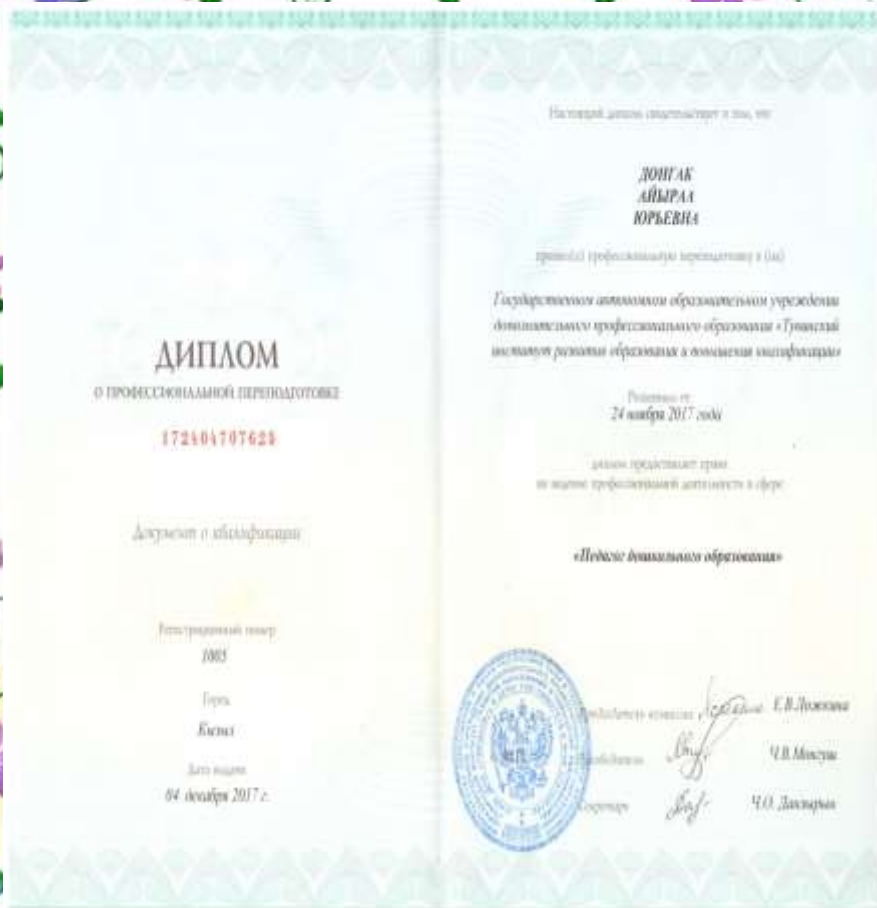 ДИПЛОМ
О ПРОФЕССИОНАЛЬНОЙ ПЕРЕПОДГОТОВКЕ
172404707625
Документ о квалификации
Регистрационный номер
1003
Город
Кызыл
Дата выдачи
04 декабря 2017 г.
Настоящий диплом свидетельствует о том, что
ДОНГАК
АЙЫРАА
ЮРЬЕВНА
прошел(а) профессиональную переподготовку в (на)
Государственном автономном образовательном учреждении
дополнительного профессионального образования «Тувинский
институт развития образования и повышения квалификации»
Решением от
24 ноября 2017 года
диплом предоставляет право
на ведение профессиональной деятельности в сфере
«Педагог дошкольного образования»
Председатель комиссии Е.В.Ложкина
Руководитель Ч.В.Монгуш
Секретарь Ч.О.
М.П.